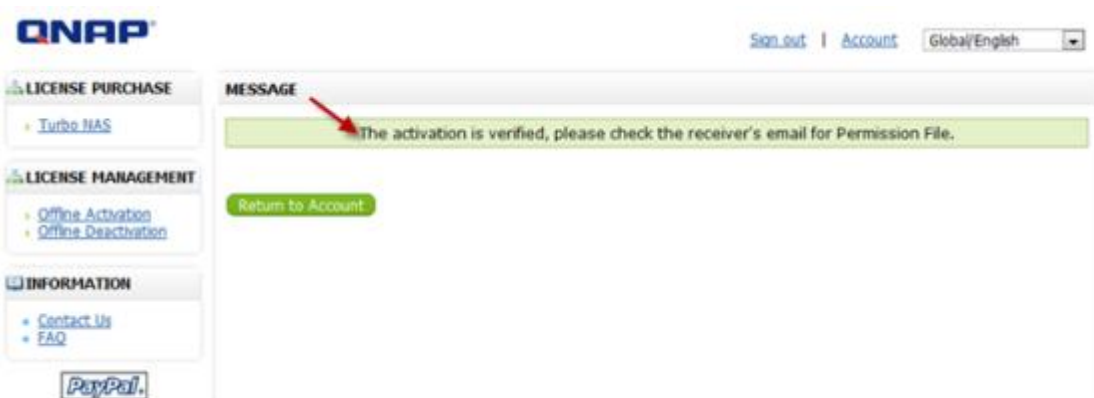 QNAP
Sign out | Account Global/English
LICENSE PURCHASE
Turbo NAS
LICENSE MANAGEMENT
Offline Activation
Offline Deactivation
INFORMATION
Contact Us
FAQ
PayPal.
MESSAGE
The activation is verified, please check the receiver's email for Permission File.
Return to Account